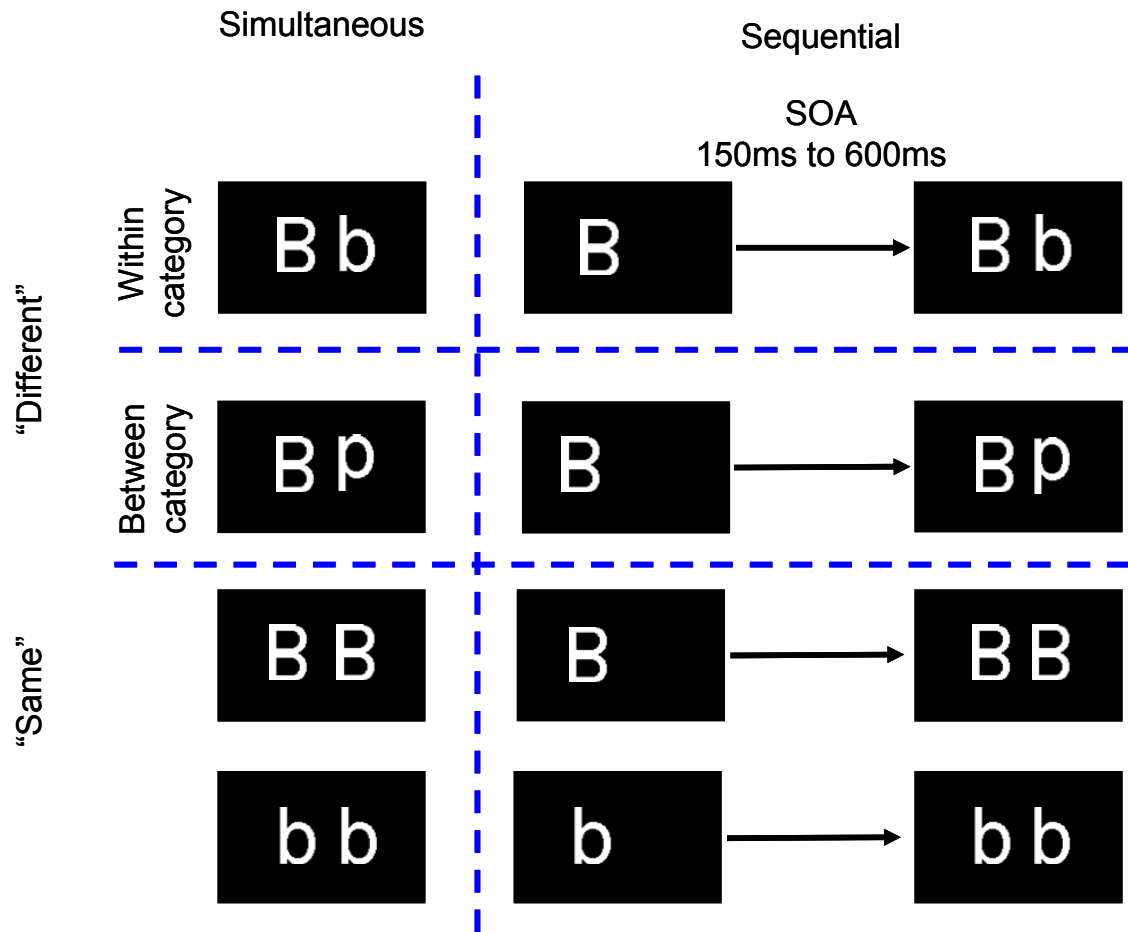 Simultaneous
Sequential
SOA
150ms to 600ms
“Different”
Within
category
B b
B
B b
Between
category
B p
B
B p
“Same”
B B
B
B B
b b
b
b b